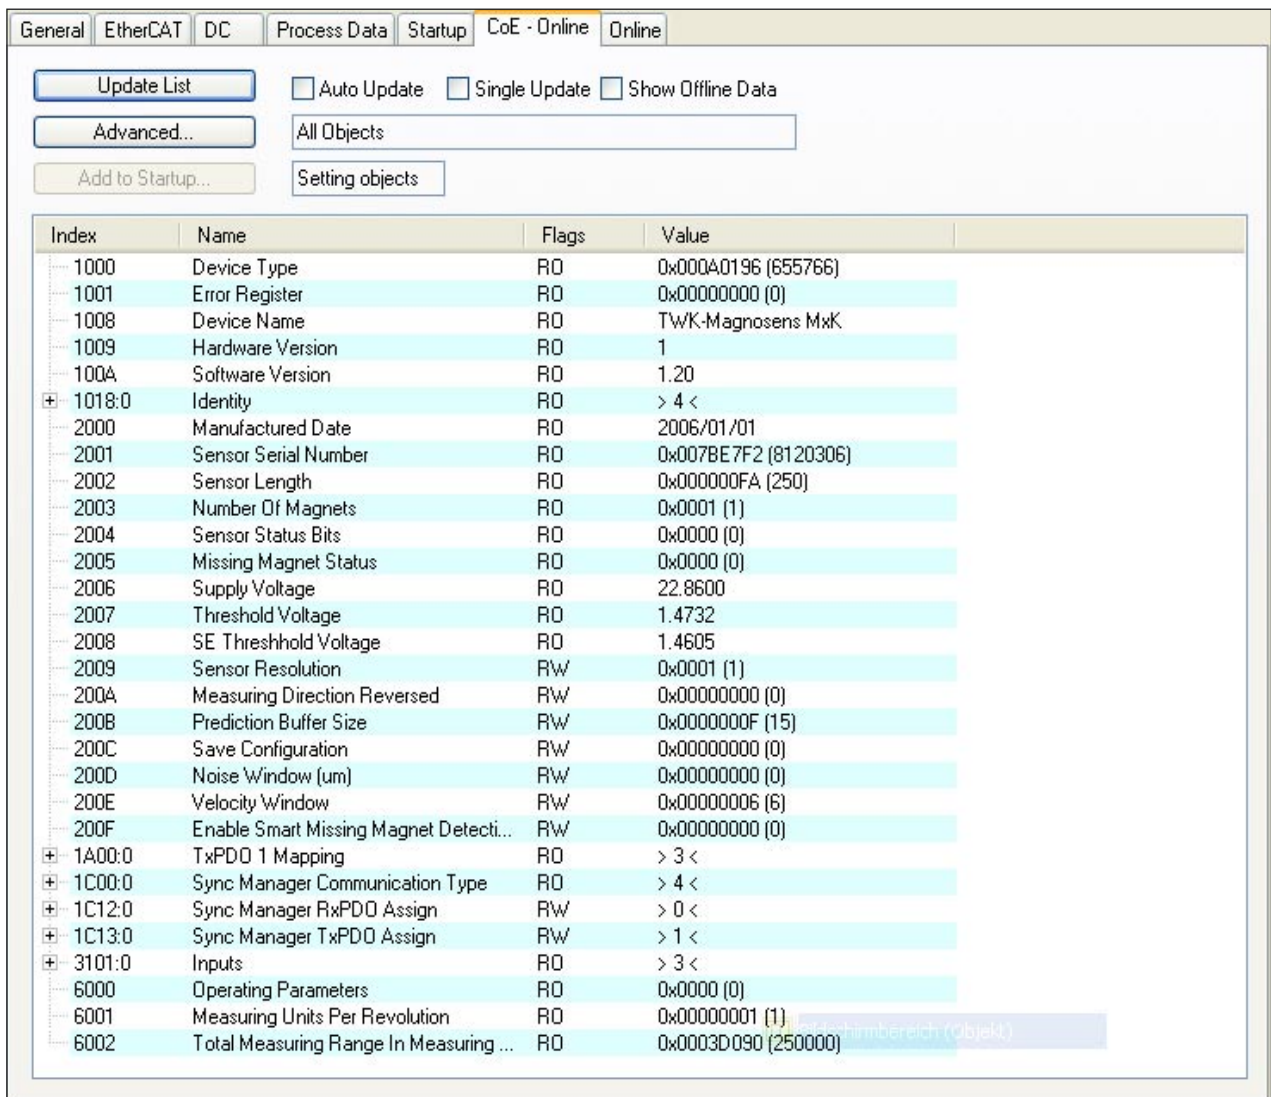 General EtherCAT DC Process Data Startup CoE - Online Online
Update List Auto Update Single Update Show Offline Data
Advanced... All Objects
Add to Startup... Setting objects
Index Name Flags Value
1000 Device Type RO 0x000A0196 (655766)
1001 Error Register RO 0x00000000 (0)
1008 Device Name RO TWK-Magnosens MxK
1009 Hardware Version RO 1
100A Software Version RO 1.20
1018:0 Identity RO > 4 <
2000 Manufactured Date RO 2006/01/01
2001 Sensor Serial Number RO 0x007BE7F2 (8120306)
2002 Sensor Length RO 0x000000FA (250)
2003 Number Of Magnets RO 0x0001 (1)
2004 Sensor Status Bits RO 0x0000 (0)
2005 Missing Magnet Status RO 0x0000 (0)
2006 Supply Voltage RO 22.8600
2007 Threshold Voltage RO 1.4732
2008 SE Threshhold Voltage RO 1.4605
2009 Sensor Resolution RW 0x0001 (1)
200A Measuring Direction Reversed RW 0x00000000 (0)
200B Prediction Buffer Size RW 0x0000000F (15)
200C Save Configuration RW 0x00000000 (0)
200D Noise Window (um) RW 0x00000000 (0)
200E Velocity Window RW 0x00000006 (6)
200F Enable Smart Missing Magnet Detecti... RW 0x00000000 (0)
1A00:0 TxPDO 1 Mapping RO > 3 <
1C00:0 Sync Manager Communication Type RO > 4 <
1C12:0 Sync Manager RxPDO Assign RW > 0 <
1C13:0 Sync Manager TxPDO Assign RW > 1 <
3101:0 Inputs RO > 3 <
6000 Operating Parameters RO 0x0000 (0)
6001 Measuring Units Per Revolution RO 0x00000001 (1)
Bildschirmbereich (Objekt)
6002 Total Measuring Range In Measuring ... RO 0x0003D090 (250000)